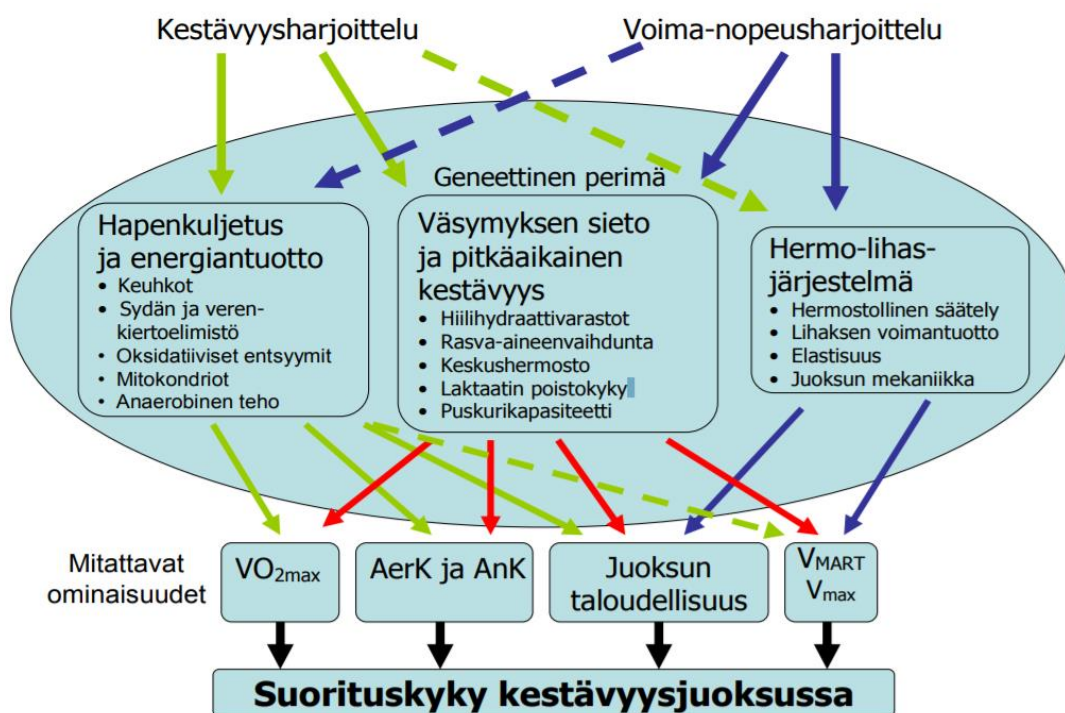 Kestävyysharjoittelu
Voima-nopeusharjoittelu
Geneettinen perimä
Hapenkuljetus
ja energiantuotto
• Keuhkot
• Sydän ja veren-
kiertoelimistö
• Oksidatiiviset entsyymit
• Mitokondriot
• Anaerobinen teho
Väsymyksen sieto
ja pitkäaikainen
kestävyys
• Hiilihydraattivarastot
• Rasva-aineenvaihdunta
• Keskushermosto
• Laktaatin poistokyky
• Puskurikapasiteetti
Hermo-lihas-
järjestelmä
• Hermostollinen säätely
• Lihaksen voimantuotto
• Elastisuus
• Juoksun mekaniikka
Mitattavat
ominaisuudet
VO2max
AerK ja AnK
Juoksun
taloudellisuus
VMART
Vmax
Suorituskyky kestävyysjuoksussa